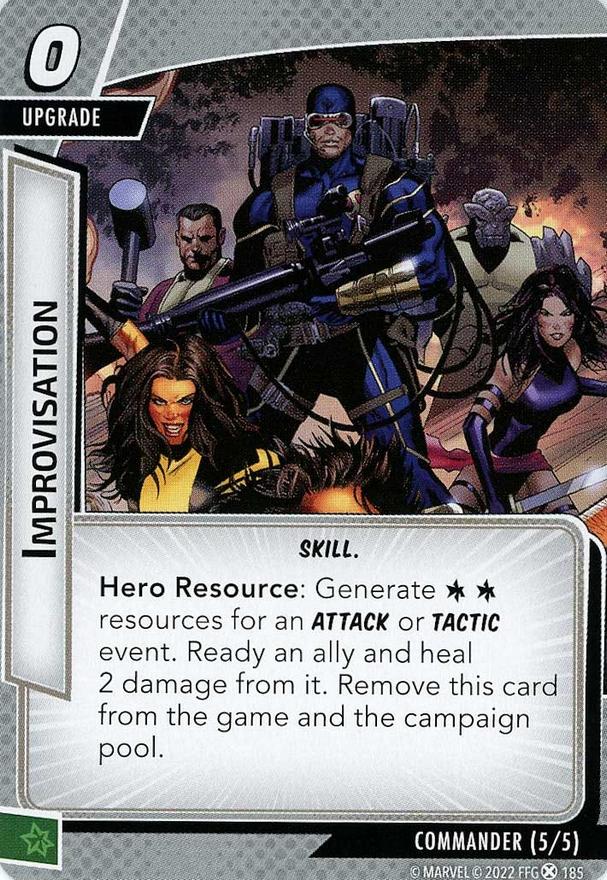 0
UPGRADE
IMPROVISATION
SKILL.
Hero Resource: Generate
resources for an ATTACK or TACTIC
event. Ready an ally and heal
2 damage from it. Remove this card
from the game and the campaign
pool.
COMMANDER (5/5)
© MARVEL © 2022 FFG 185